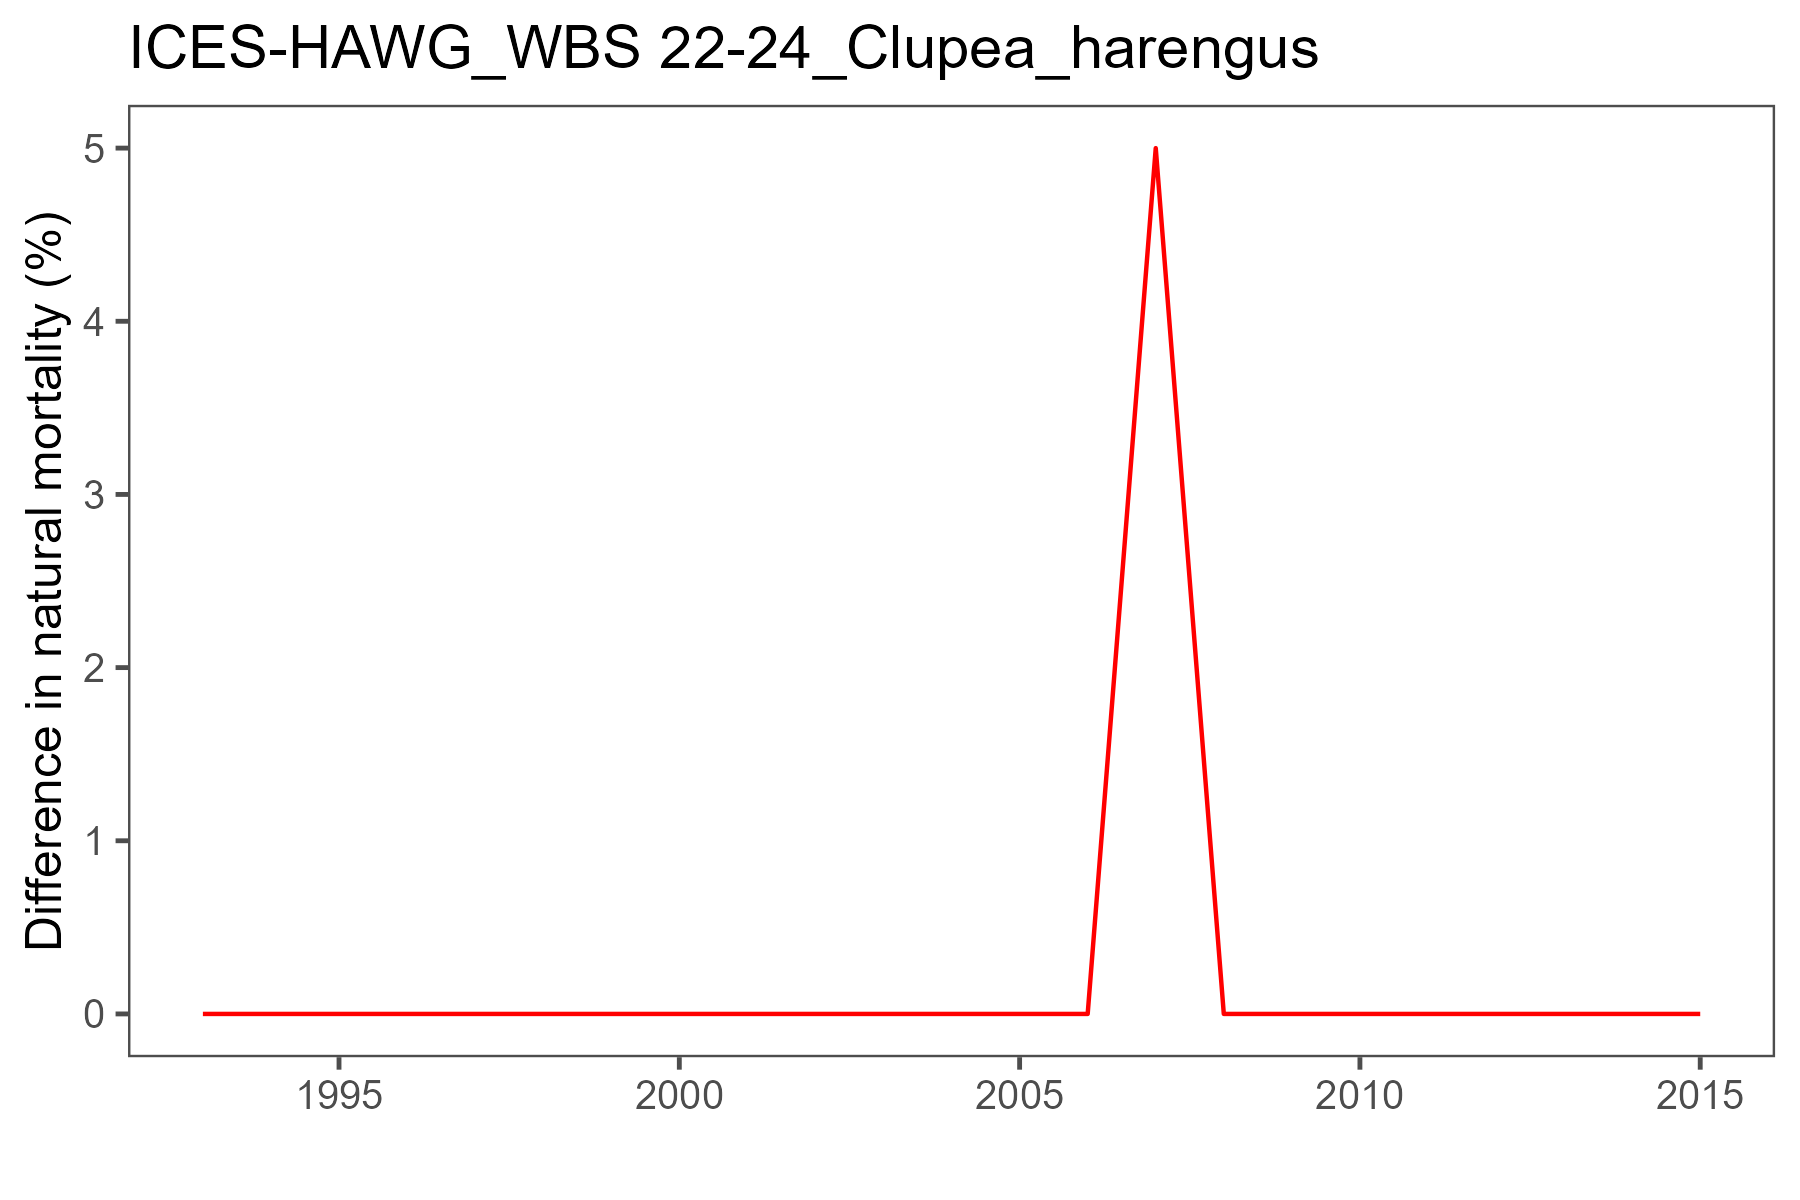 ICES-HAWG_WBS 22-24_Clupea_harengus
Difference in natural mortality (%)
5
4
3
2
1
0
1995 2000 2005 2010 2015